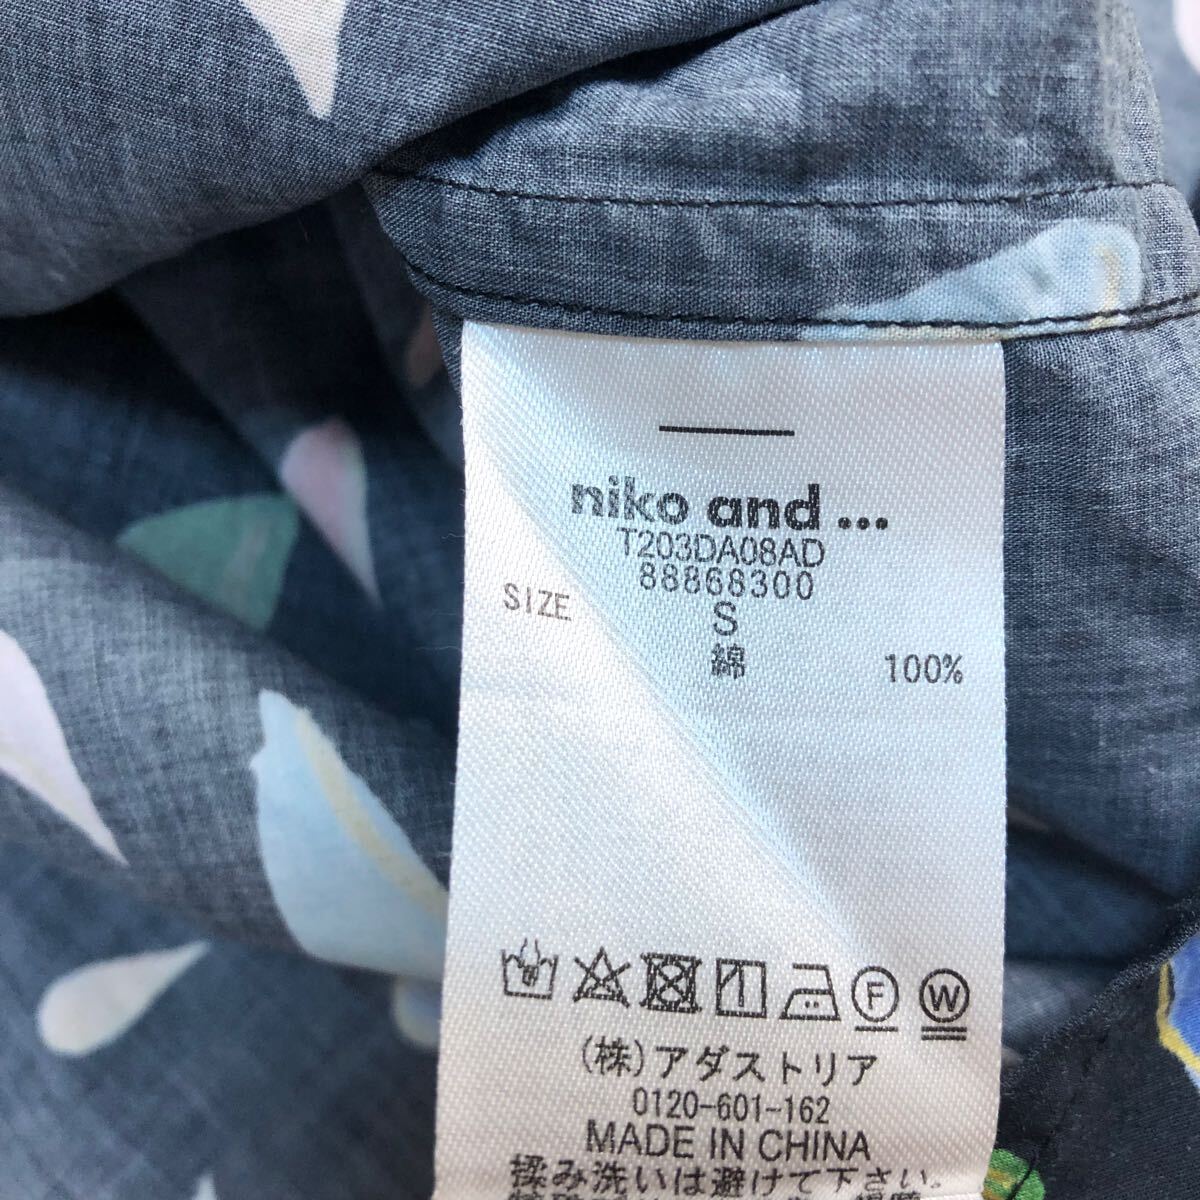 niko and ...
T203DA08AD
88868300
SIZE S
綿 100%
F W
(株)アダストリア
0120-601-162
MADE IN CHINA
揉み洗いは避けて下さい。